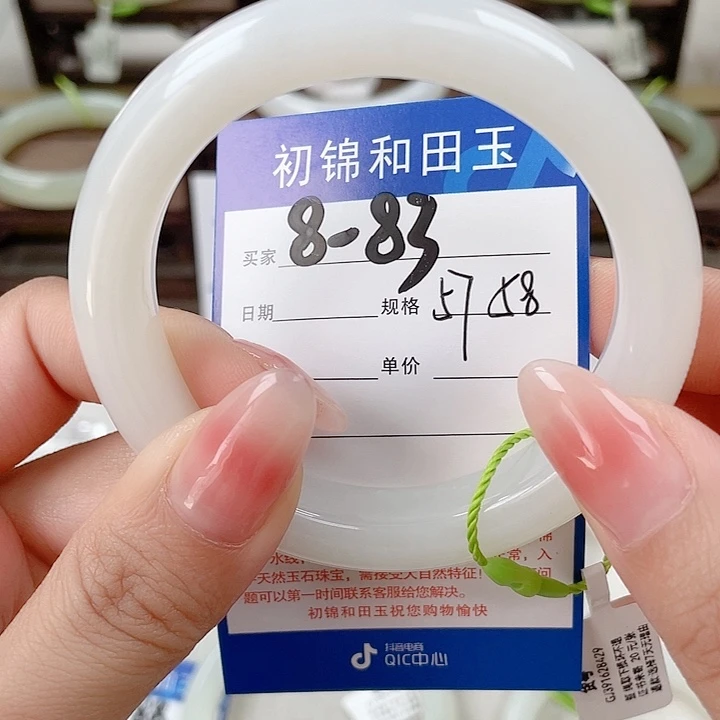 初锦和田玉
买家 8-83
日期 规格 57 58
单价
水线,
天然玉石珠宝,需接受大自然特征!
题可以第一时间联系客服给您解决。
初锦和田玉祝您购物愉快
抖音电商
QIC中心
GJ391628429